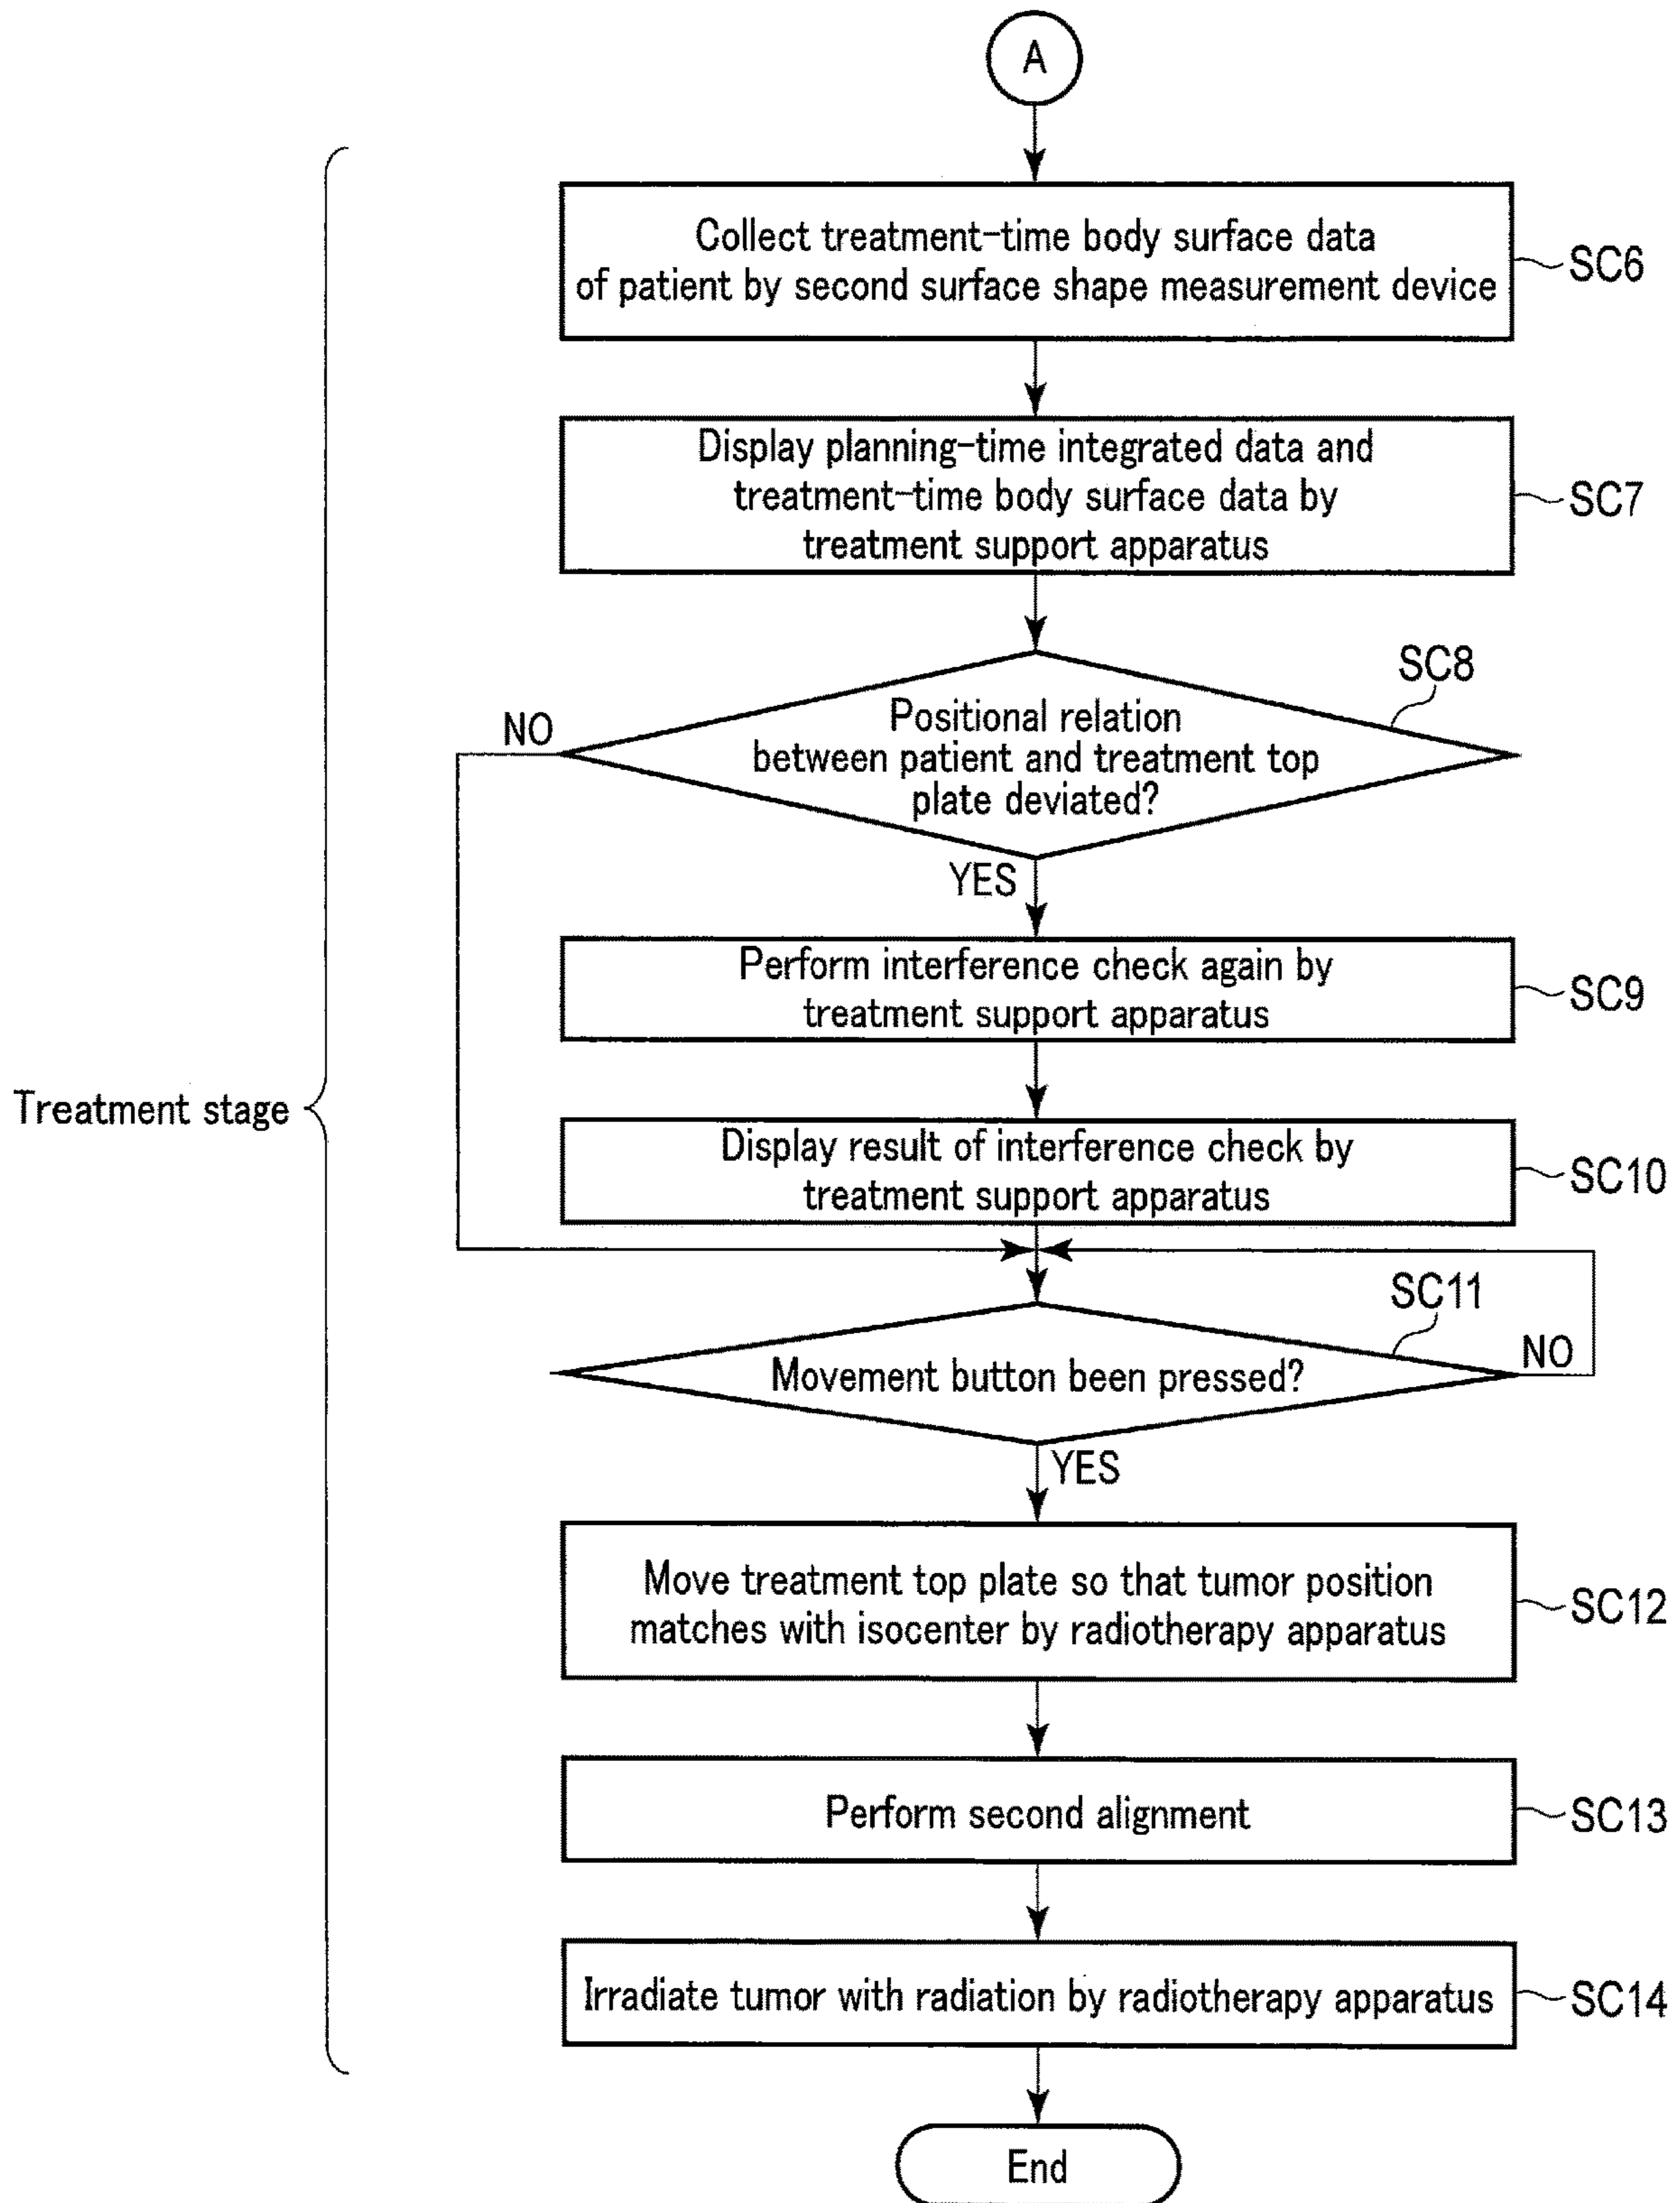 A
Collect treatment-time body surface data
of patient by second surface shape measurement device
SC6
Display planning-time integrated data and
treatment-time body surface data by
treatment support apparatus
SC7
SC8
NO
Positional relation
between patient and treatment top
plate deviated?
YES
Perform interference check again by
treatment support apparatus
SC9
Treatment stage
Display result of interference check by
treatment support apparatus
SC10
SC11
Movement button been pressed?
NO
YES
Move treatment top plate so that tumor position
matches with isocenter by radiotherapy apparatus
SC12
Perform second alignment
SC13
Irradiate tumor with radiation by radiotherapy apparatus
SC14
End